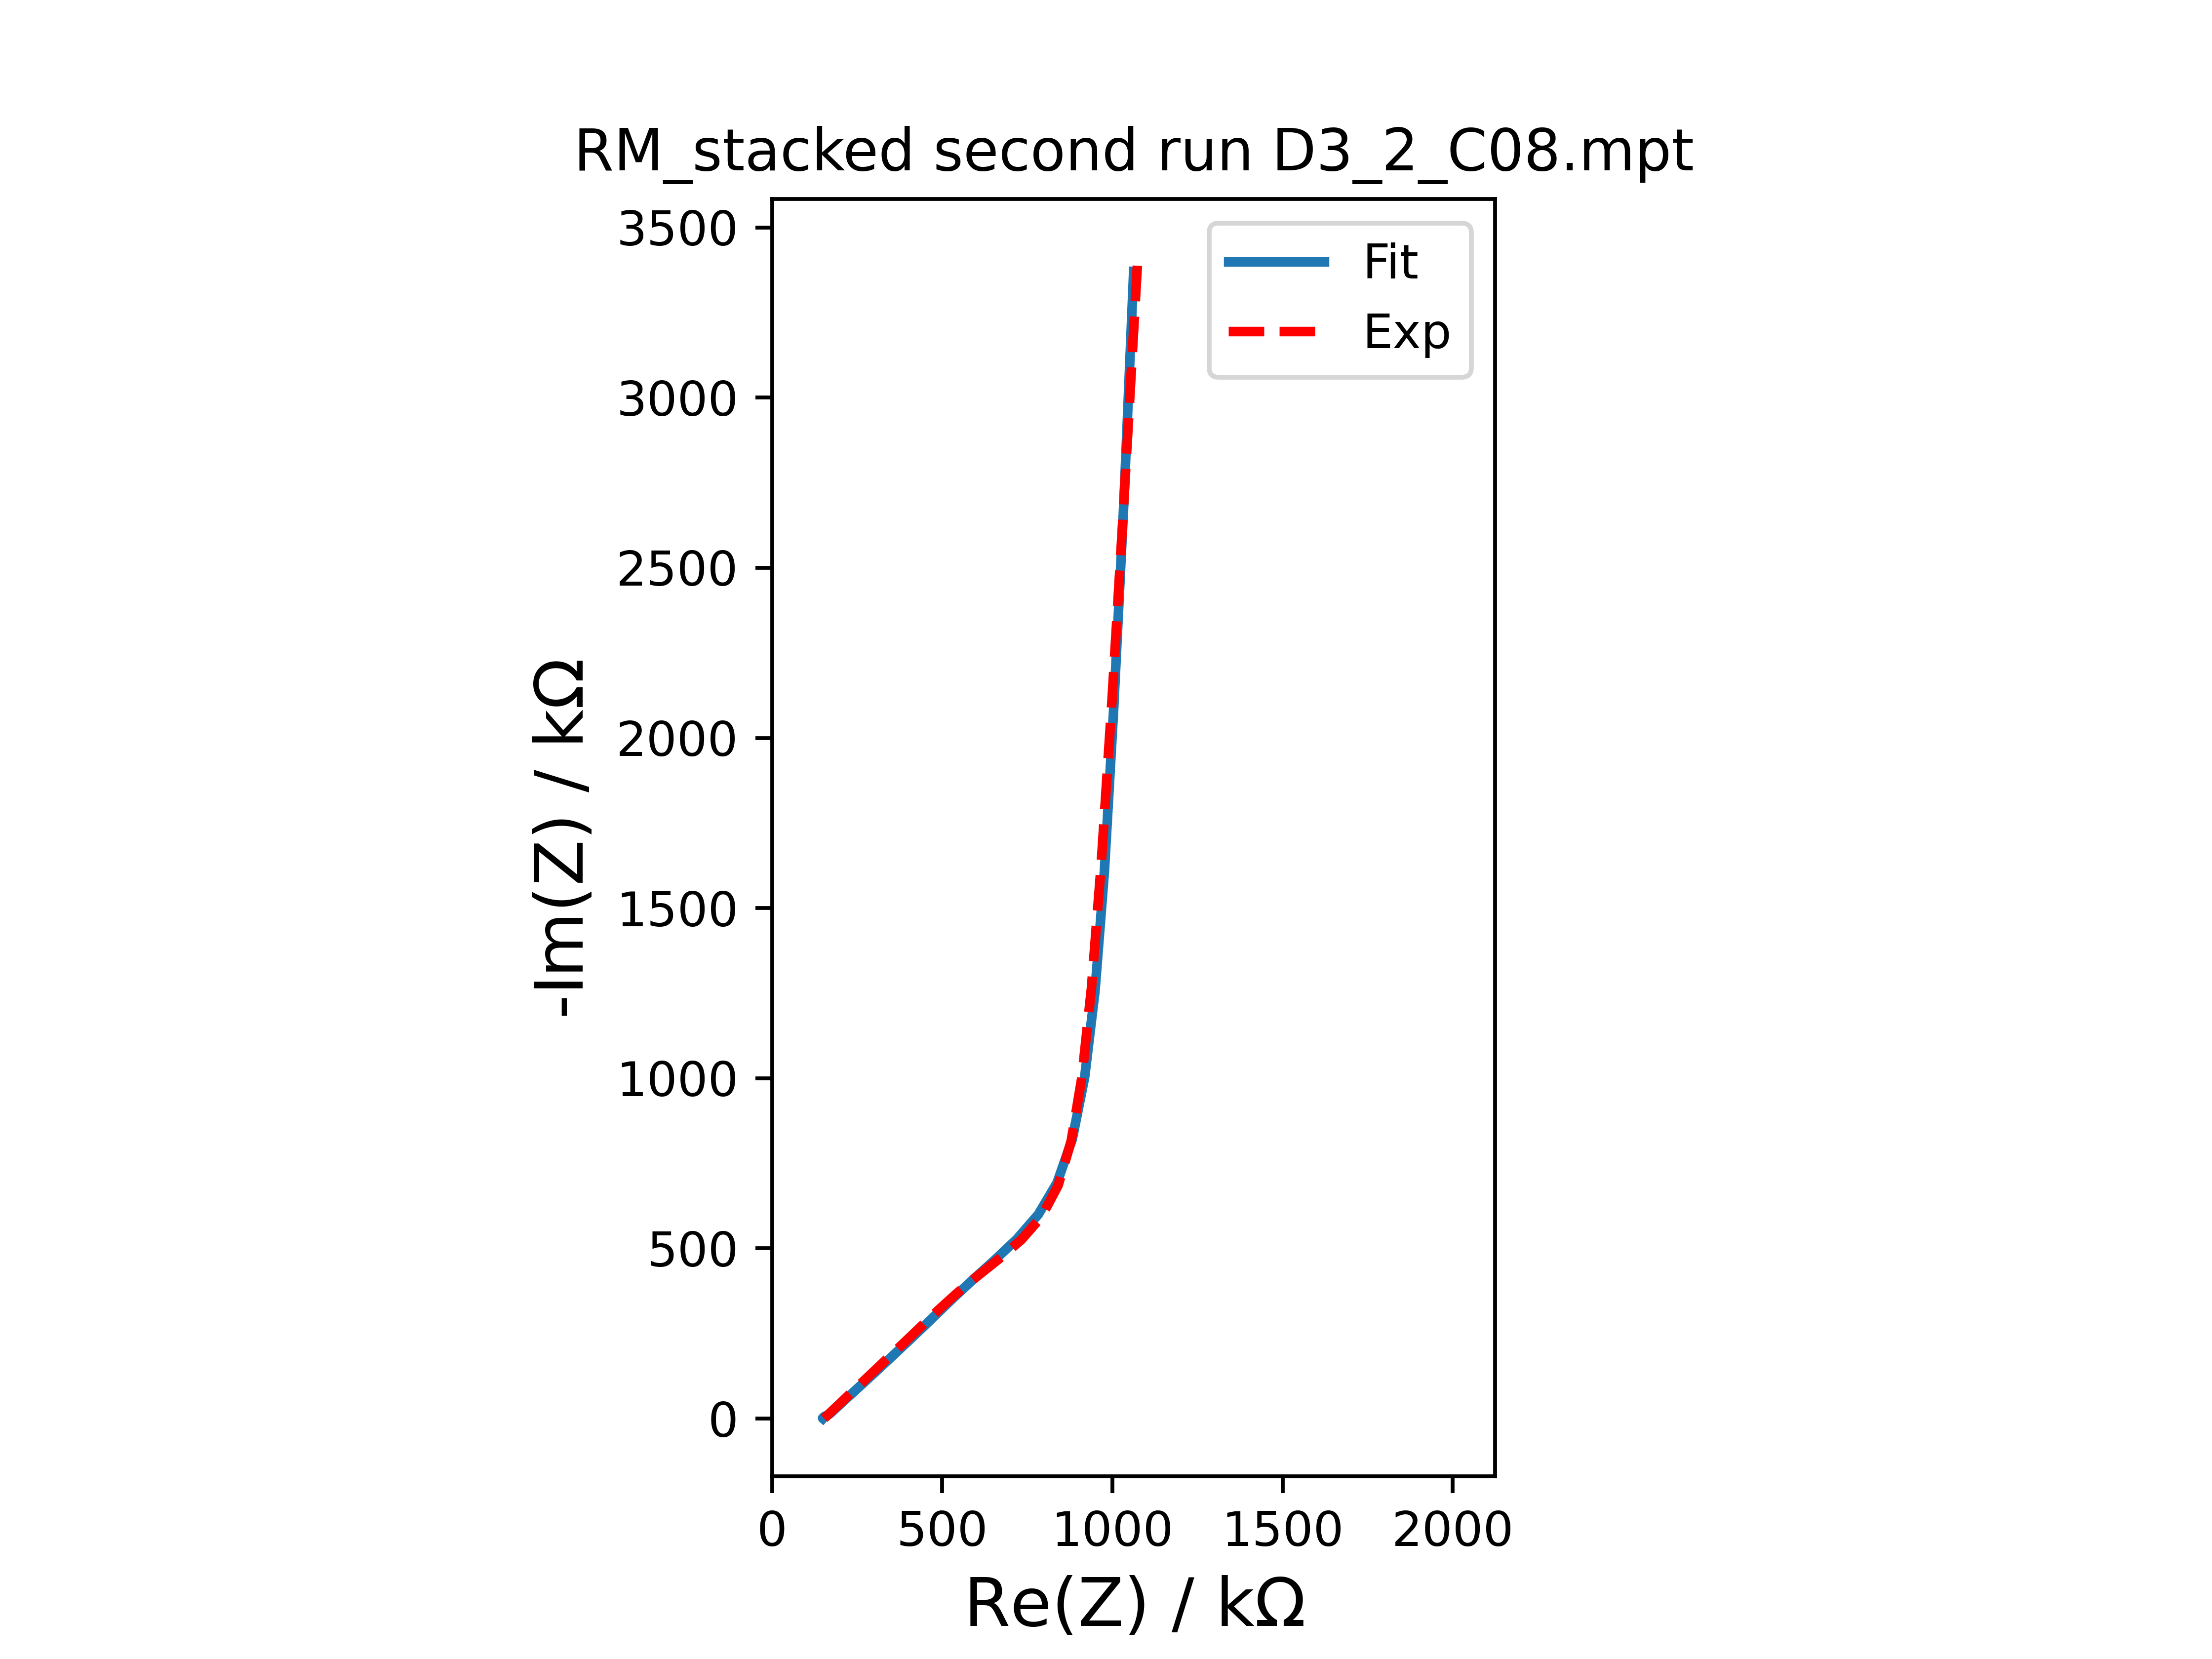 RM_stacked second run D3_2_C08.mpt
Fit
Exp
3500
3000
2500
2000
1500
1000
500
0
-Im(Z) / kΩ
0 500 1000 1500 2000
Re(Z) / kΩ